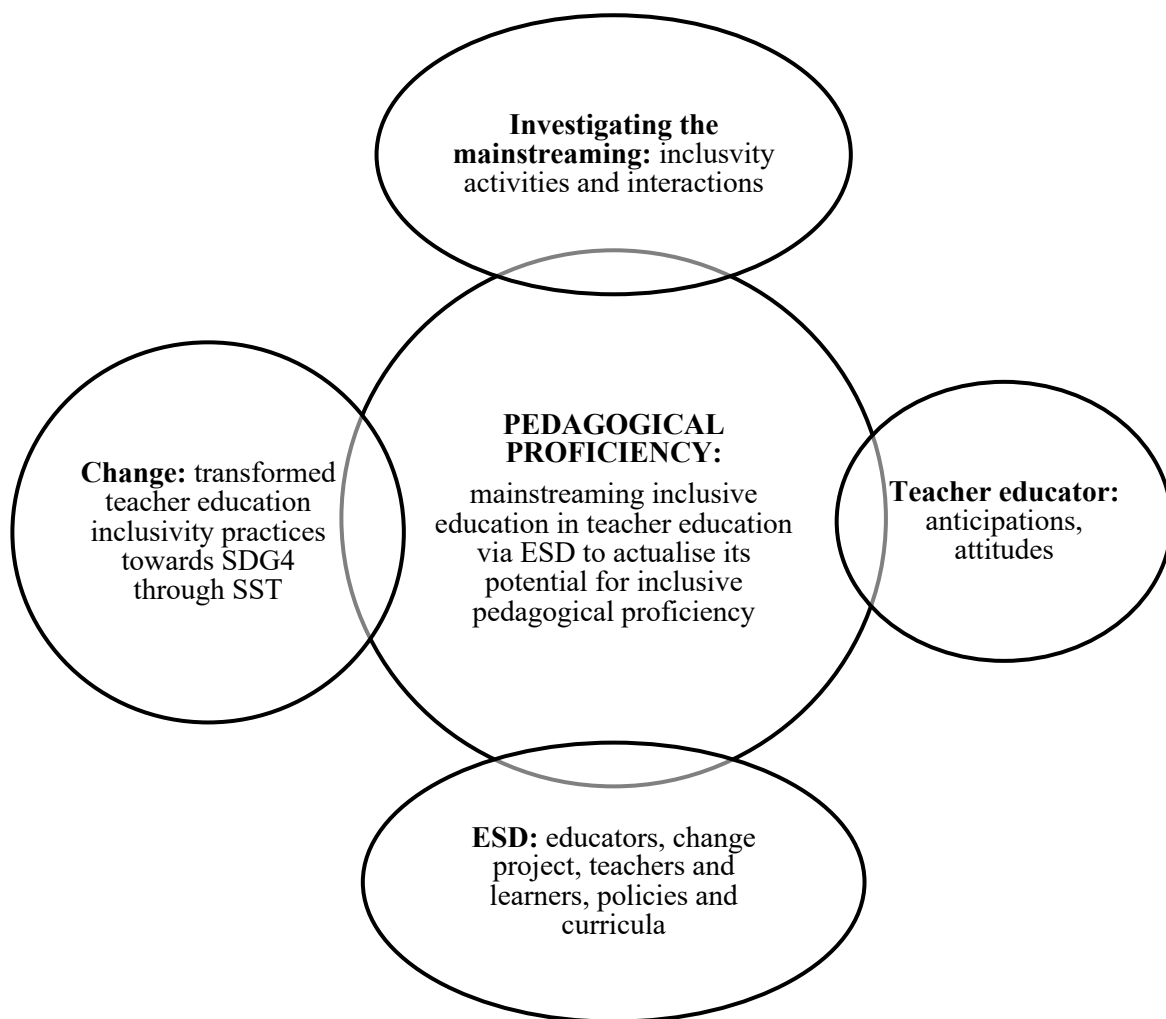 Investigating the
mainstreaming: inclusvity
activities and interactions
PEDAGOGICAL
PROFICIENCY:
mainstreaming inclusive
education in teacher education
via ESD to actualise its
potential for inclusive
pedagogical proficiency
Change: transformed
teacher education
inclusivity practices
towards SDG4
through SST
Teacher educator:
anticipations,
attitudes
ESD: educators, change
project, teachers and
learners, policies and
curricula